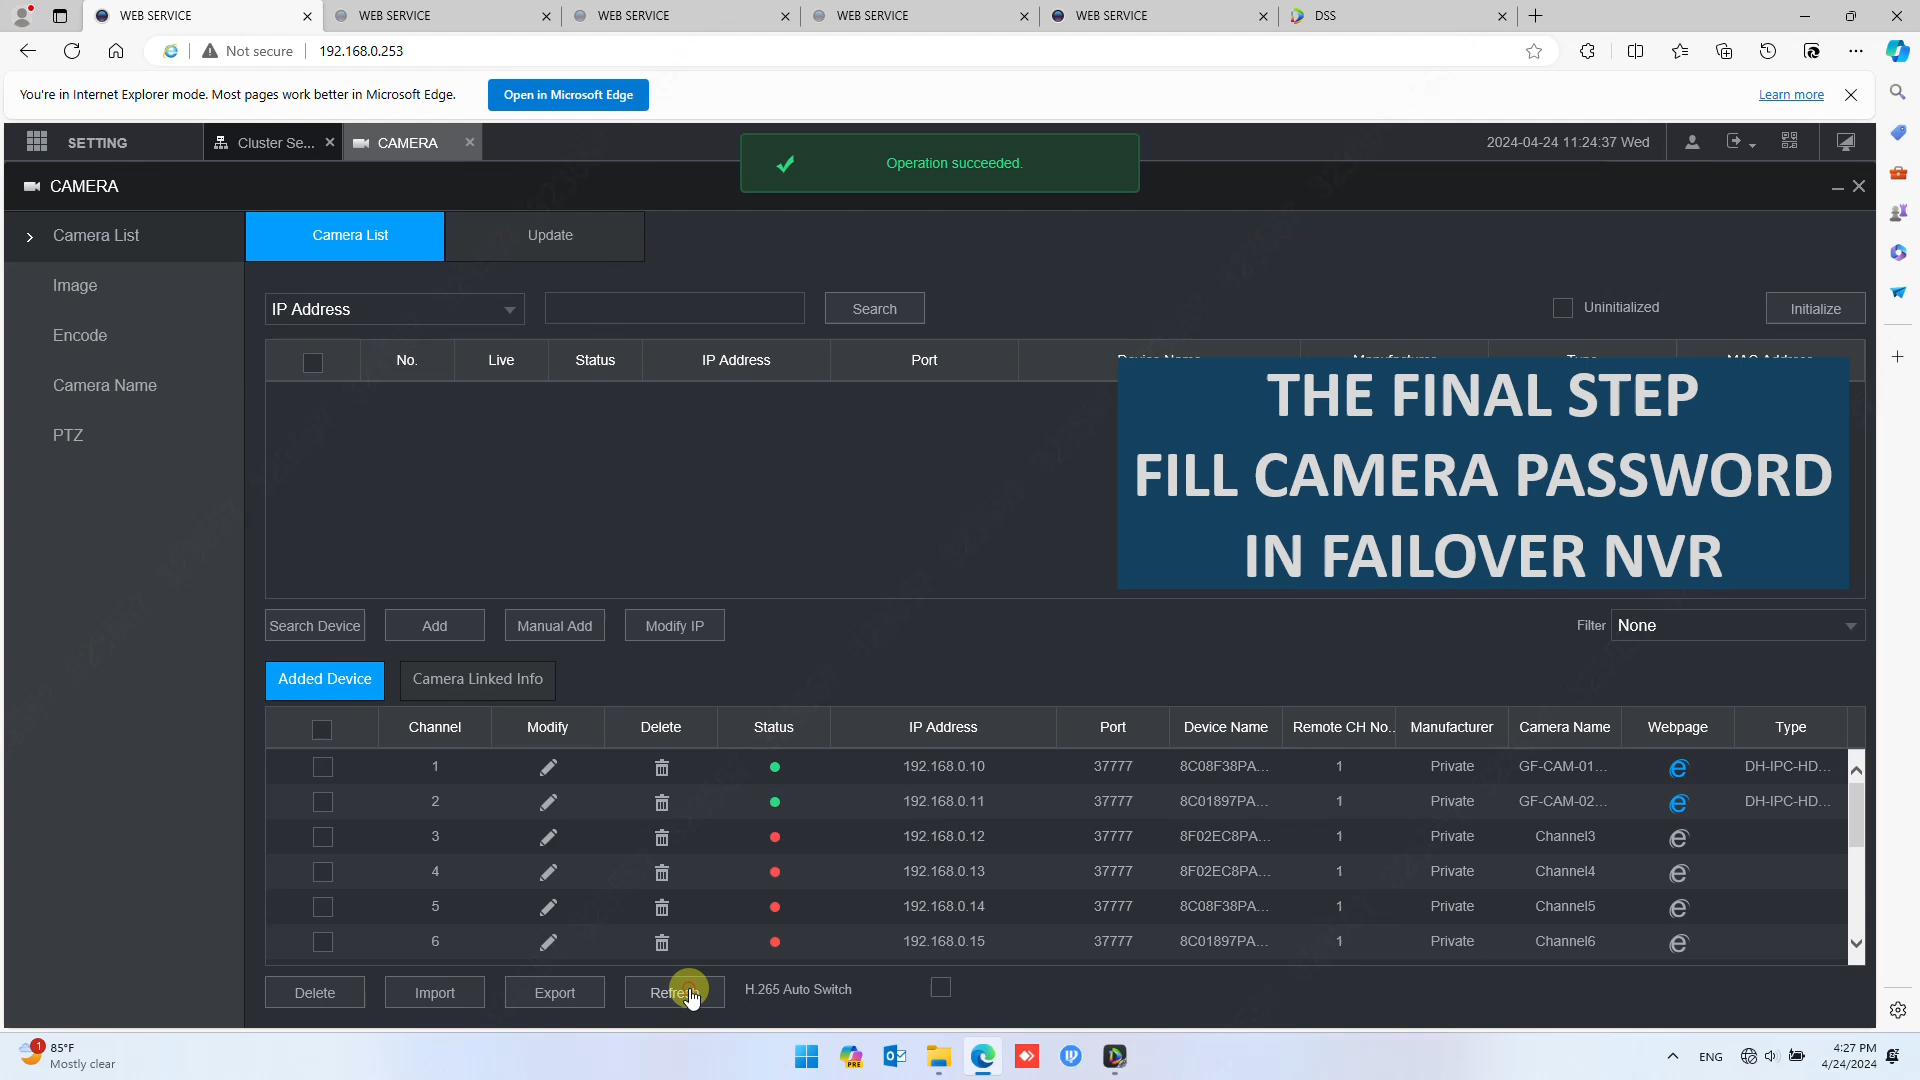 WEB SERVICE
WEB SERVICE
WEB SERVICE
WEB SERVICE
WEB SERVICE
DSS
Not secure
192.168.0.253
You're in Internet Explorer mode. Most pages work better in Microsoft Edge.
Open in Microsoft Edge
Learn more
SETTING
Cluster Se...
CAMERA
Operation succeeded.
2024-04-24 11:24:37 Wed
CAMERA
Camera List
Image
Encode
Camera Name
PTZ
Camera List
Update
IP Address
Search
Uninitialized
Initialize
No. Live Status IP Address Port
THE FINAL STEP
FILL CAMERA PASSWORD
IN FAILOVER NVR
Search Device
Add
Manual Add
Modify IP
Filter
None
Added Device
Camera Linked Info
Channel Modify Delete Status IP Address Port Device Name Remote CH No.. Manufacturer Camera Name Webpage Type
1 192.168.0.10 37777 8C08F38PA... 1 Private GF-CAM-01... DH-IPC-HD...
2 192.168.0.11 37777 8C01897PA... 1 Private GF-CAM-02... DH-IPC-HD...
3 192.168.0.12 37777 8F02EC8PA... 1 Private Channel3
4 192.168.0.13 37777 8F02EC8PA... 1 Private Channel4
5 192.168.0.14 37777 8C08F38PA... 1 Private Channel5
6 192.168.0.15 37777 8C01897PA... 1 Private Channel6
Delete
Import
Export
Refresh
H.265 Auto Switch
1
85°F
Mostly clear
PRE
ENG
4:27 PM
4/24/2024